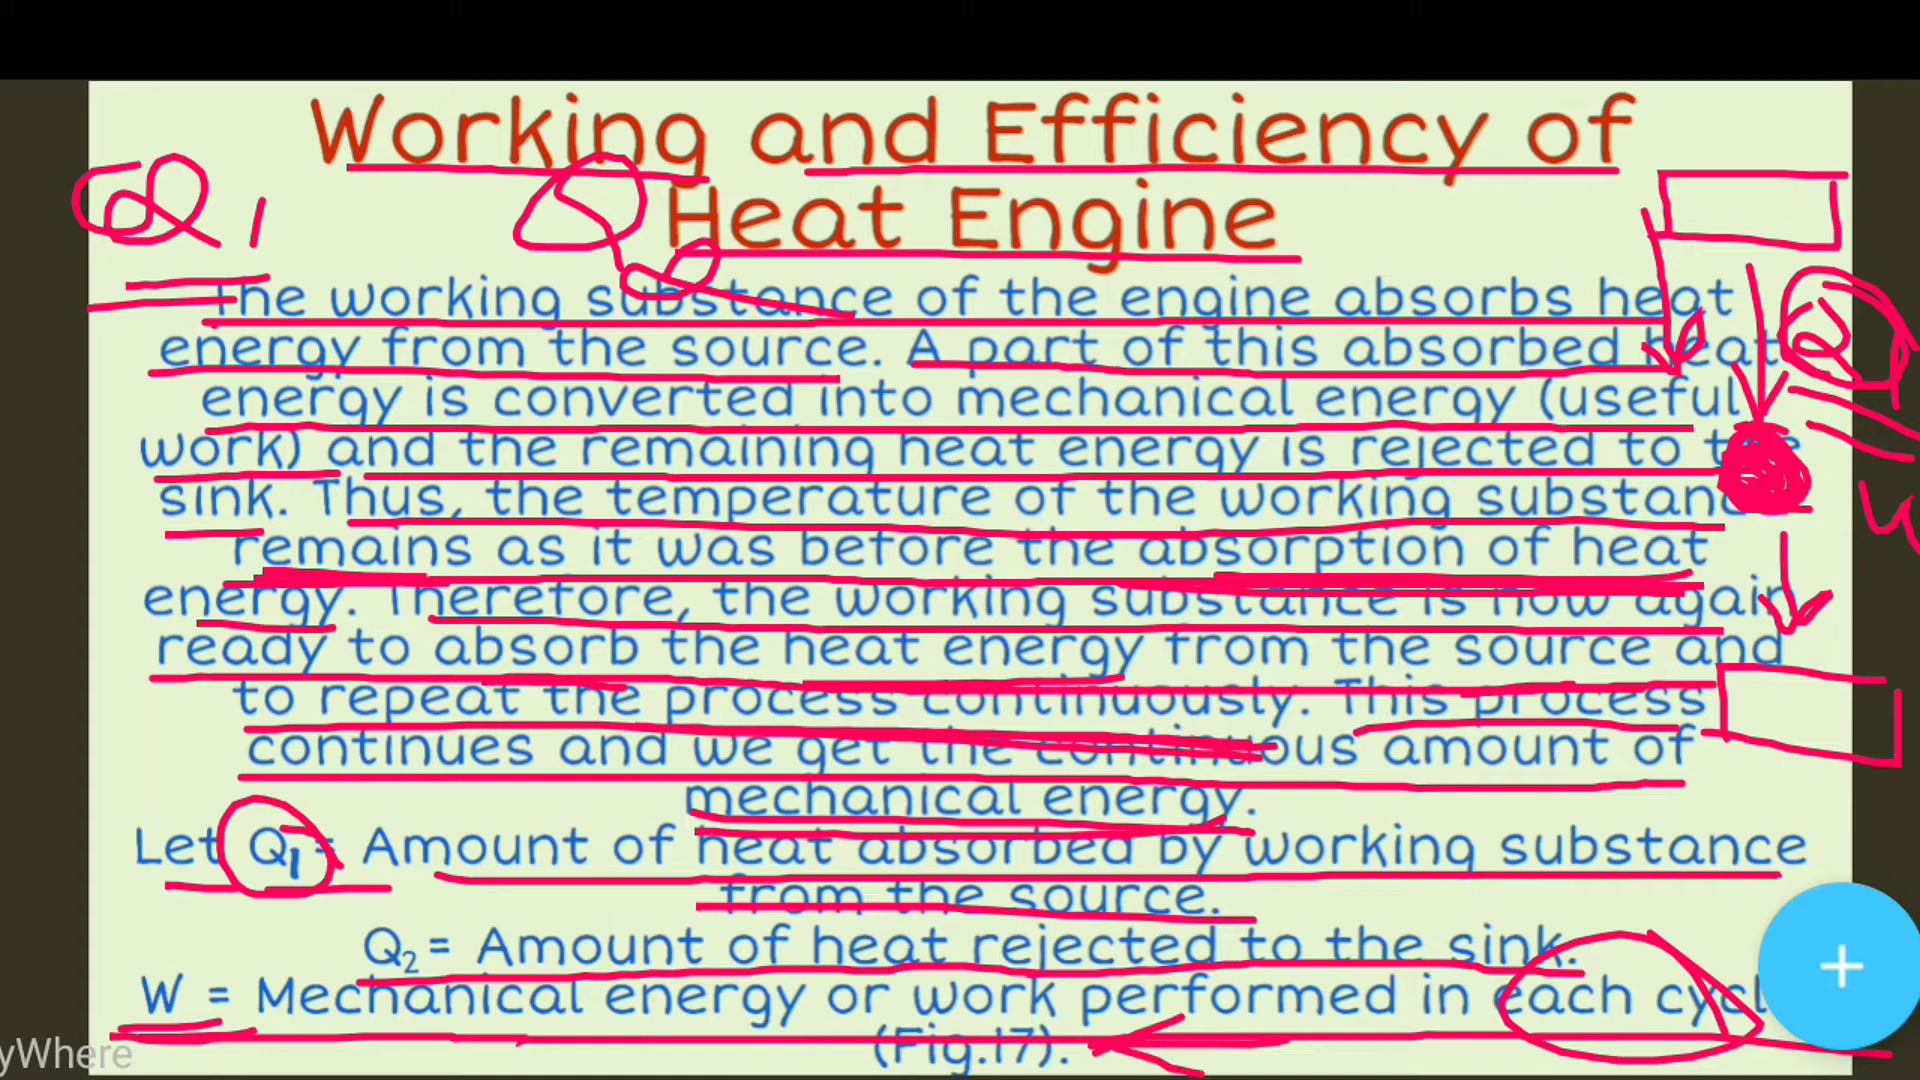 Working and Efficiency of
Heat Engine
Q 1
The working substance of the engine absorbs heat
energy from the source. A part of this absorbed heat
energy is converted into mechanical energy (useful
work) and the remaining heat energy is rejected to the
sink. Thus, the temperature of the working substance
remains as it was before the absorption of heat
energy. Therefore, the working substance is now again
ready to absorb the heat energy from the source and
to repeat the process continuously. This process
continues and we get the continuous amount of
mechanical energy.
Let Q1 = Amount of heat absorbed by working substance
from the source.
Q2 = Amount of heat rejected to the sink.
W = Mechanical energy or work performed in each cycl
(Fig.17).
yWhere
+